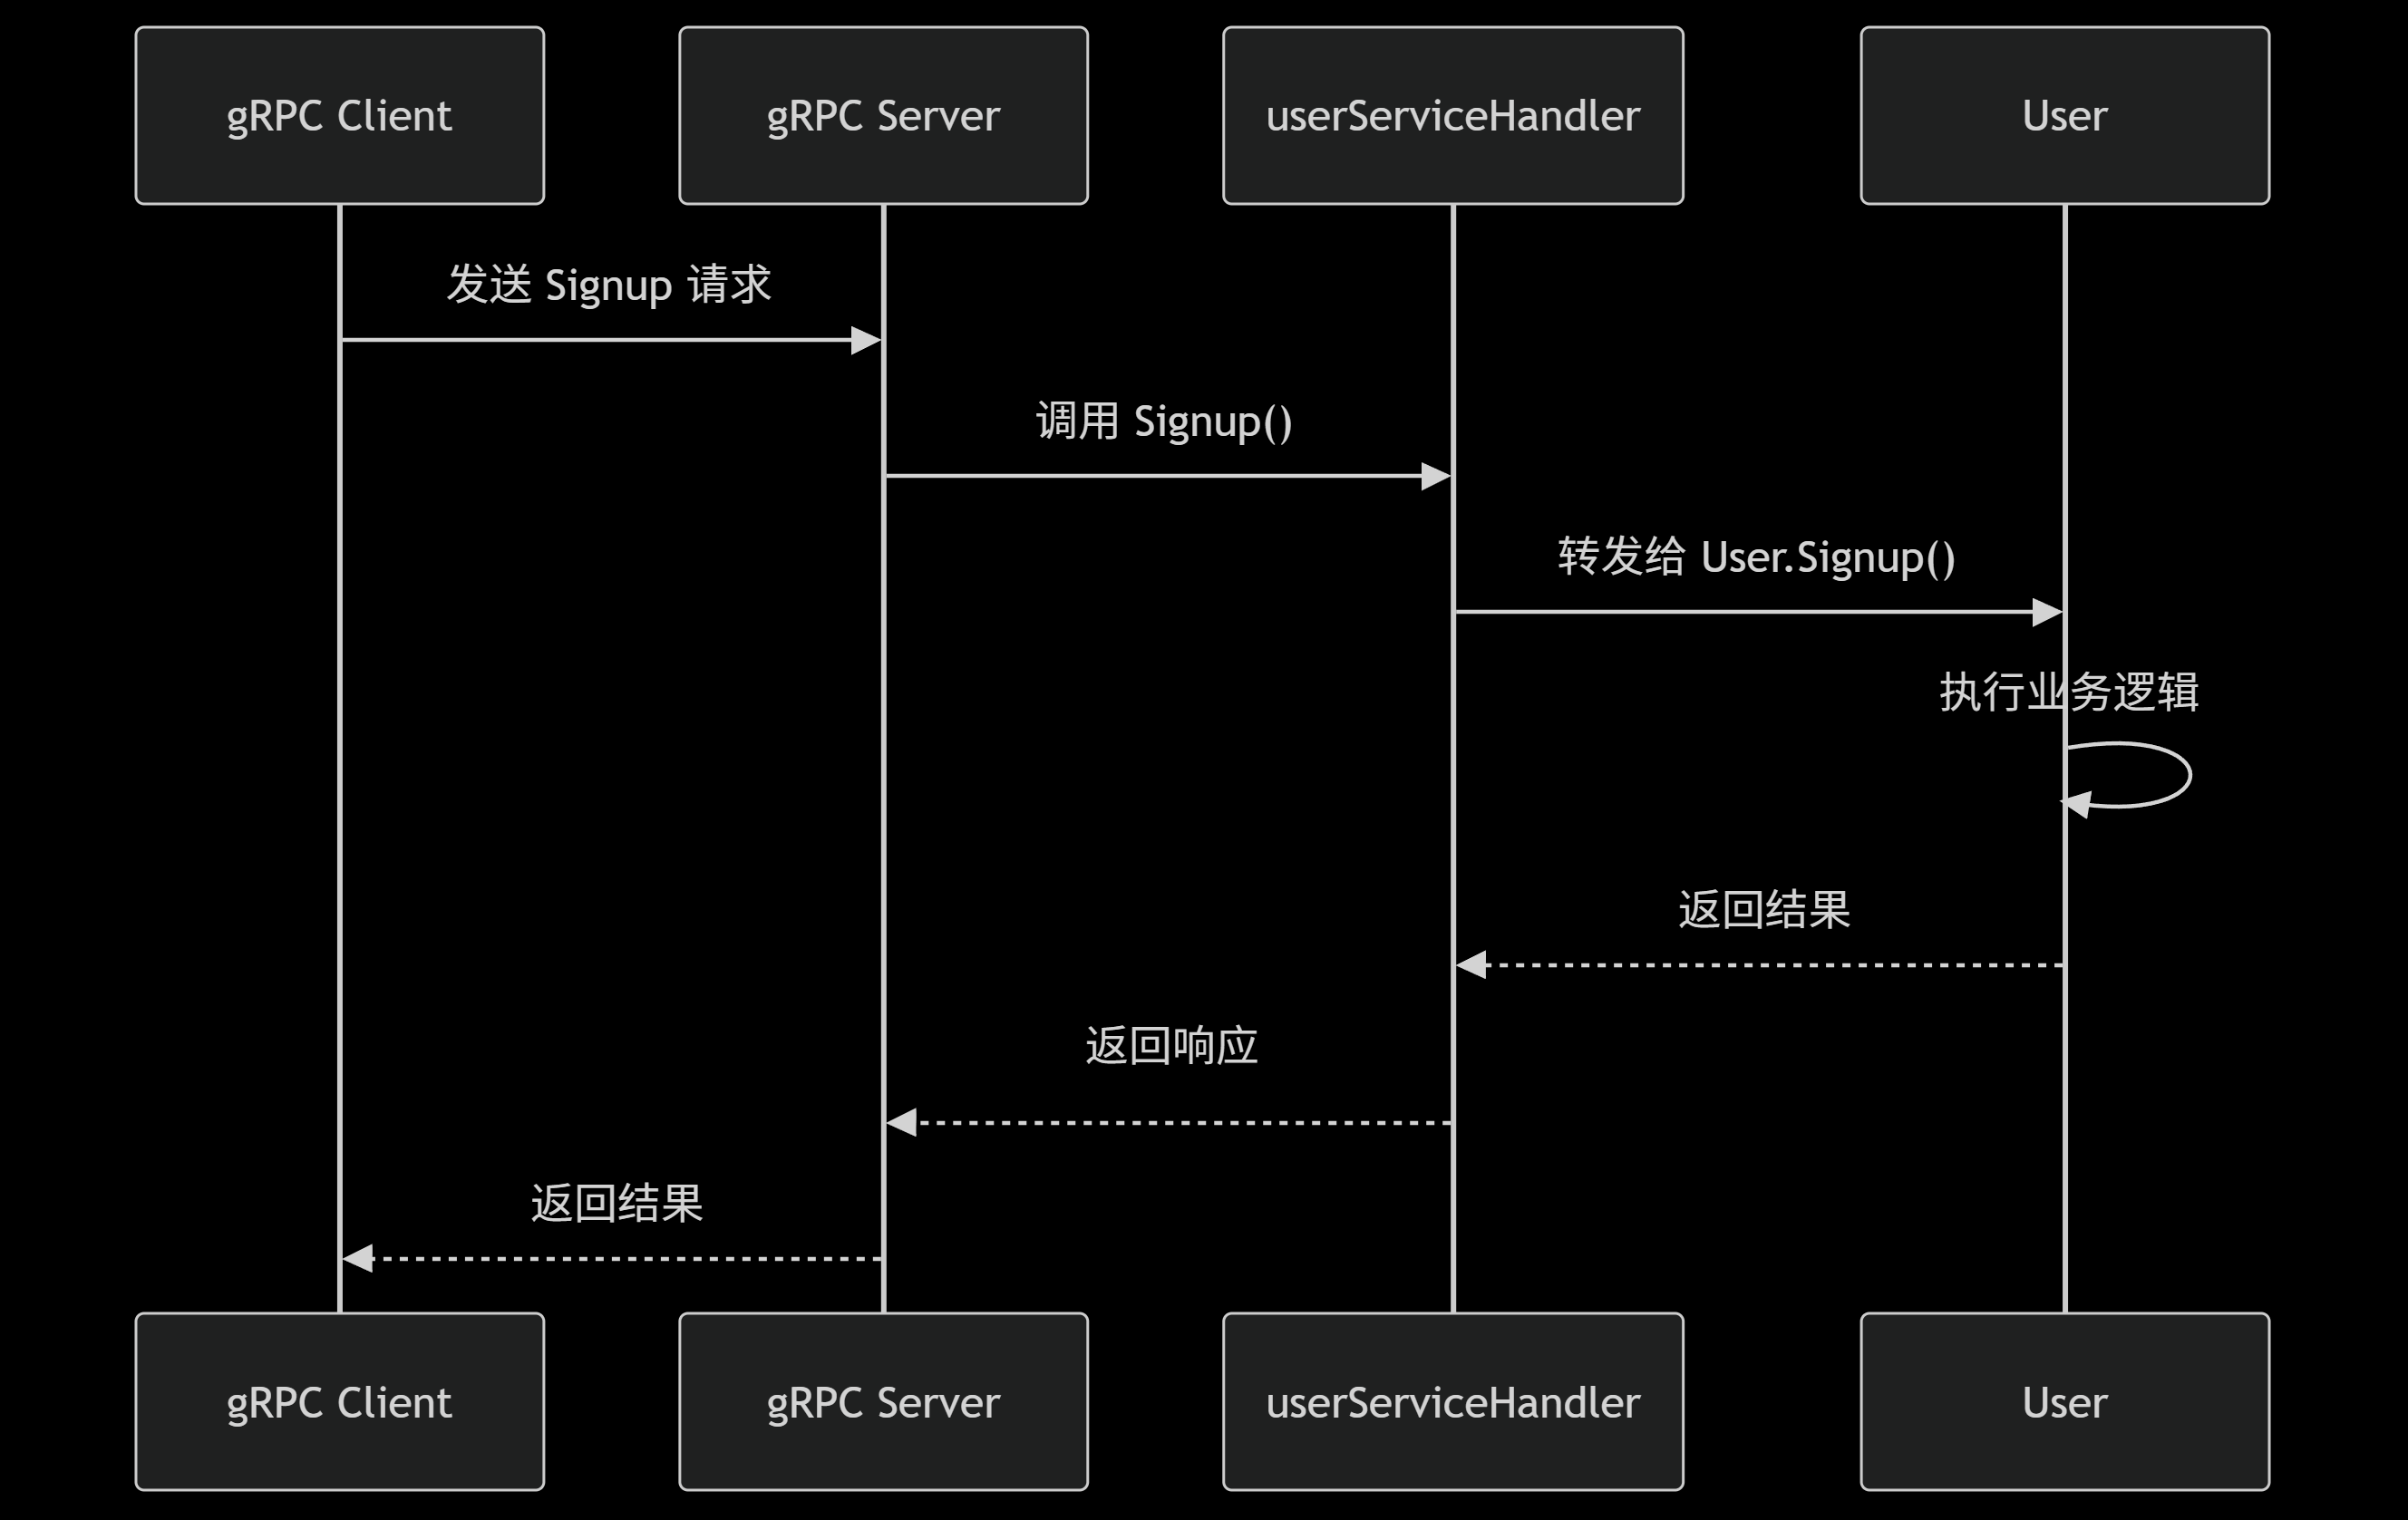 gRPC Client
gRPC Server
userServiceHandler
User
发送 Signup 请求
调用 Signup()
转发给 User.Signup()
执行业务逻辑
返回结果
返回响应
返回结果
gRPC Client
gRPC Server
userServiceHandler
User